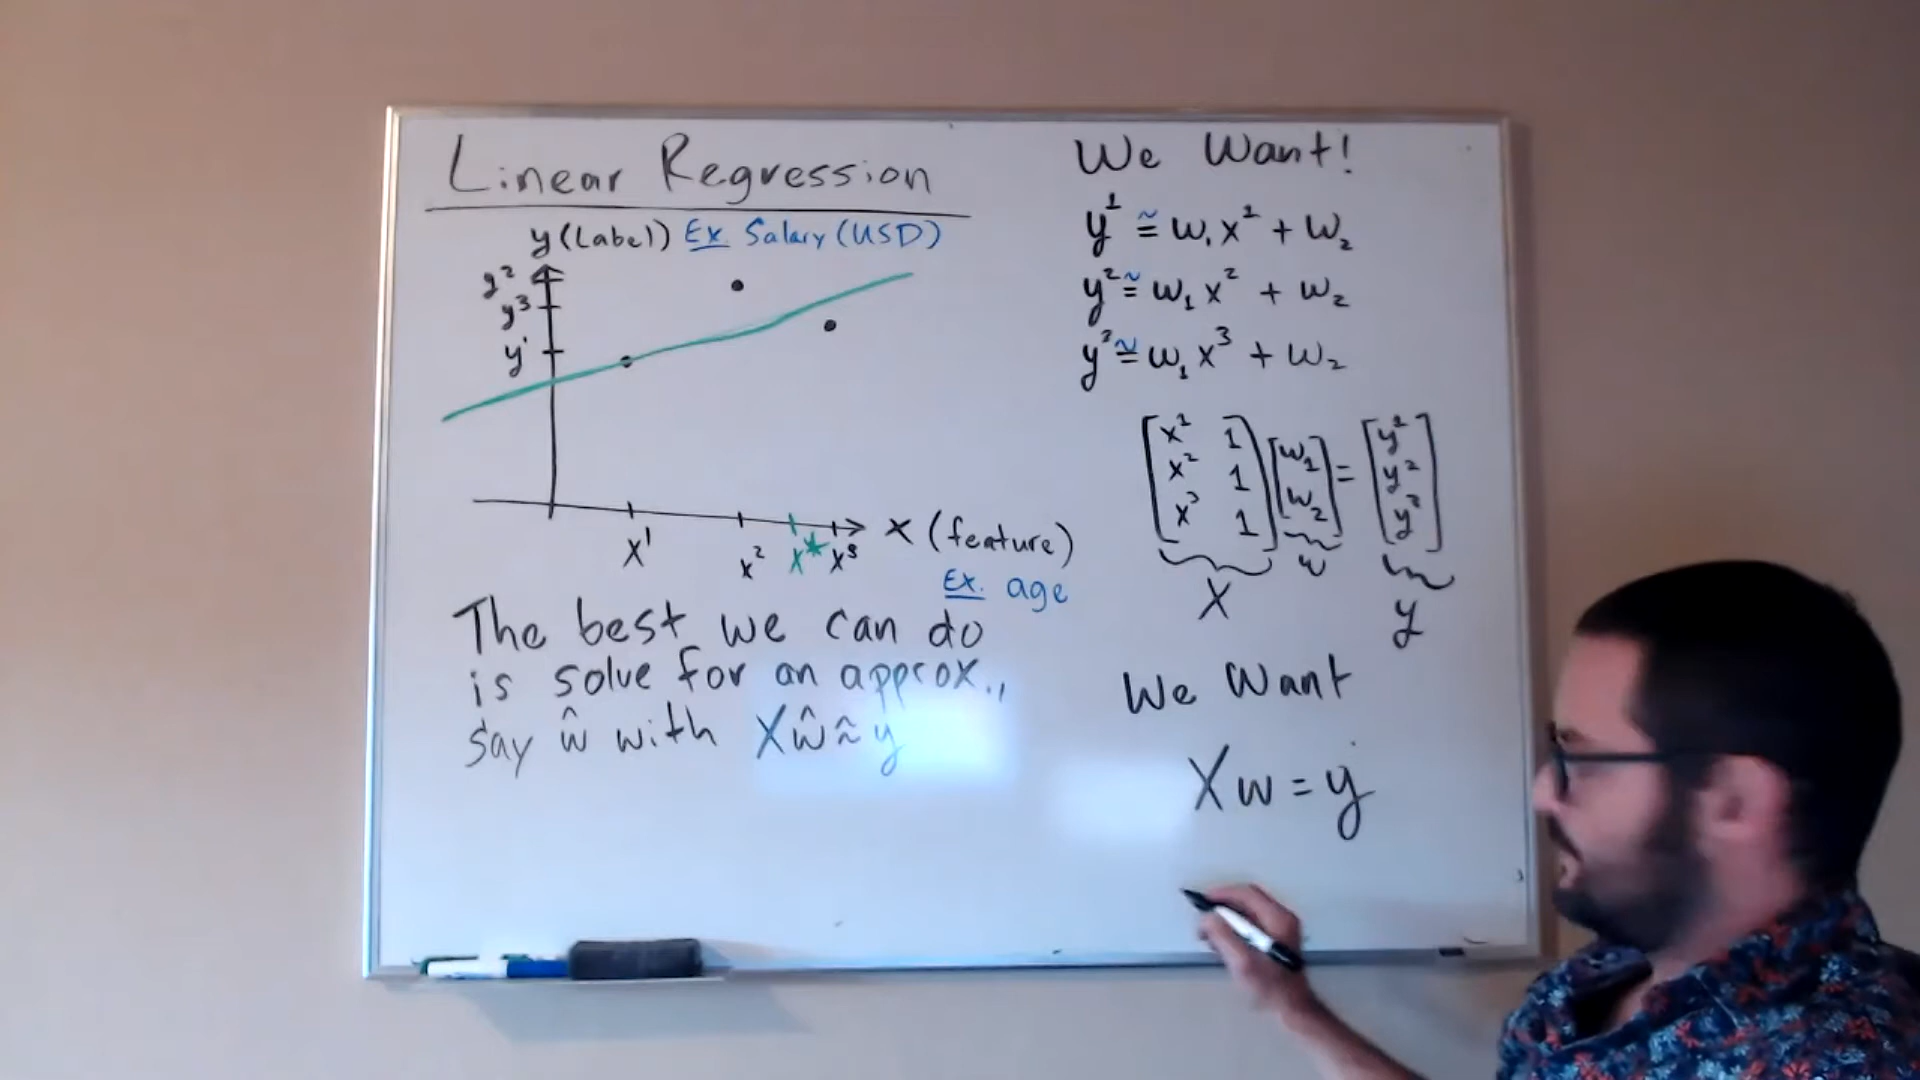 Linear Regression
y (Label) Ex. Salary (USD)
y²
y³
y¹
x¹ x² x* x³
x (feature)
Ex. age
The best we can do
is solve for an approx.,
say ŵ with Xŵ ≈ y
We Want!
y¹ ≅ w₁x¹ + w₂
y² ≅ w₁x² + w₂
y³ ≅ w₁x³ + w₂
[x¹ 1] [w₁] = [y¹]
[x² 1] [w₂] [y²]
[x³ 1] [y³]
X w y
We Want
Xw = y